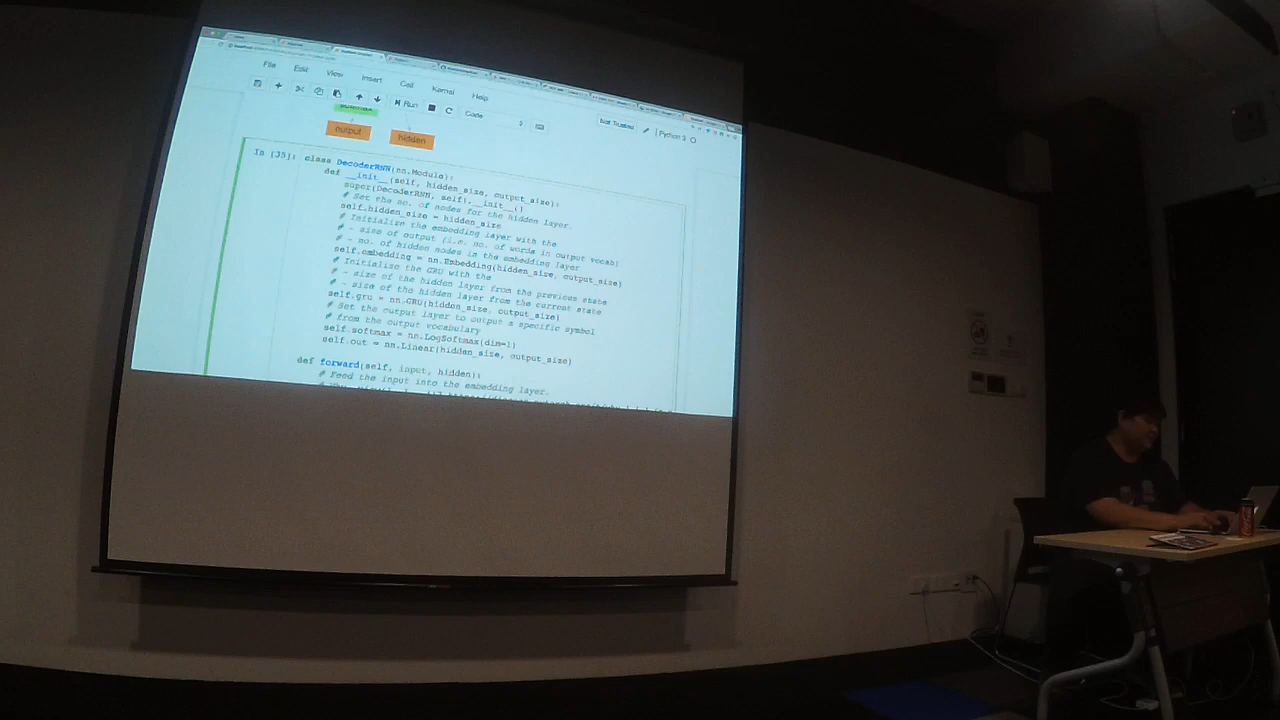 File Edit View Insert Cell Kernel Help
Run Code Not Trusted Python 3
softmax
output hidden
In [35]: class DecoderRNN(nn.Module):
def __init__(self, hidden_size, output_size):
super(DecoderRNN, self).__init__()
# Set the no. of nodes for the hidden layer.
self.hidden_size = hidden_size
# Initialize the embedding layer with the
# - size of output (i.e. no. of words in output vocab)
# - no. of hidden nodes in the embedding layer
self.embedding = nn.Embedding(hidden_size, output_size)
# Initialize the GRU with the
# - size of the hidden layer from the previous state
# - size of the hidden layer from the current state
self.gru = nn.GRU(hidden_size, output_size)
# Set the output layer to output a specific symbol
# from the output vocabulary
self.softmax = nn.LogSoftmax(dim=1)
self.out = nn.Linear(hidden_size, output_size)
def forward(self, input, hidden):
# Feed the input into the embedding layer.